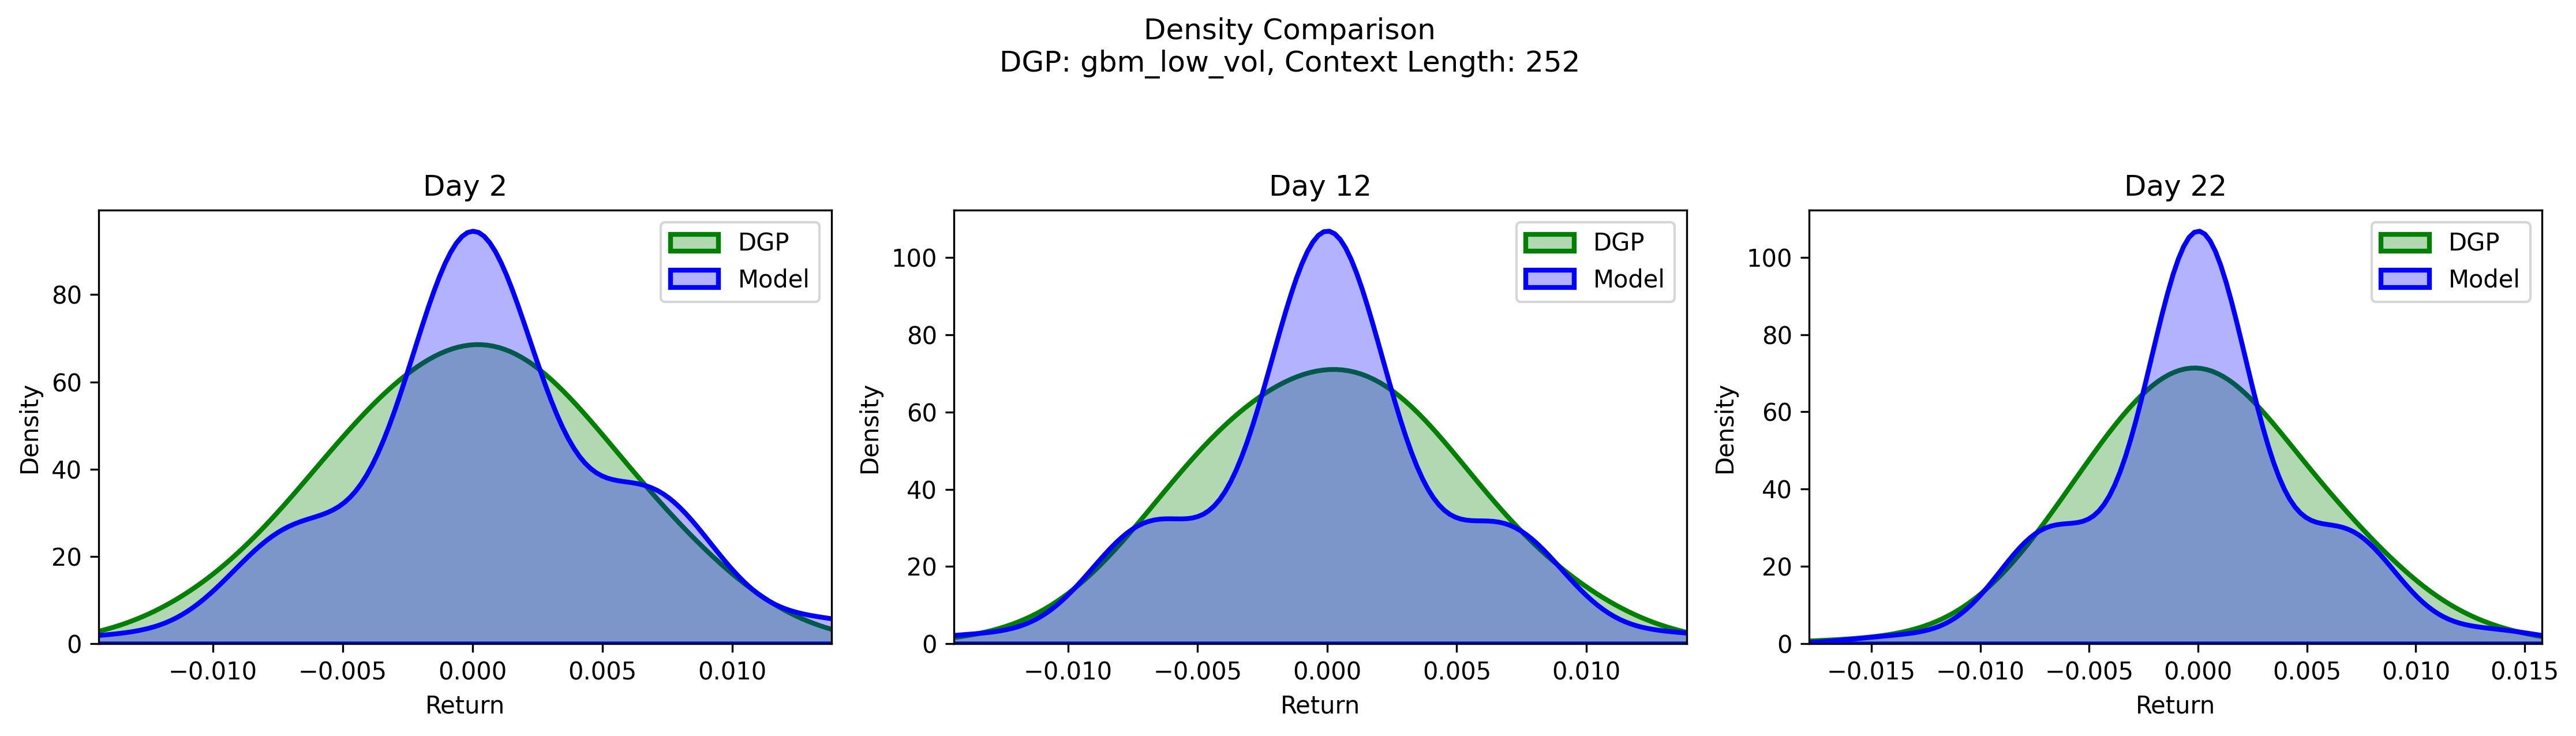 Density Comparison
DGP: gbm_low_vol, Context Length: 252
Day 2
Density
80
60
40
20
0
−0.010
−0.005
0.000
0.005
0.010
Return
DGP
Model
Day 12
Density
100
80
60
40
20
0
−0.010
−0.005
0.000
0.005
0.010
Return
DGP
Model
Day 22
Density
100
80
60
40
20
0
−0.015
−0.010
−0.005
0.000
0.005
0.010
0.015
Return
DGP
Model